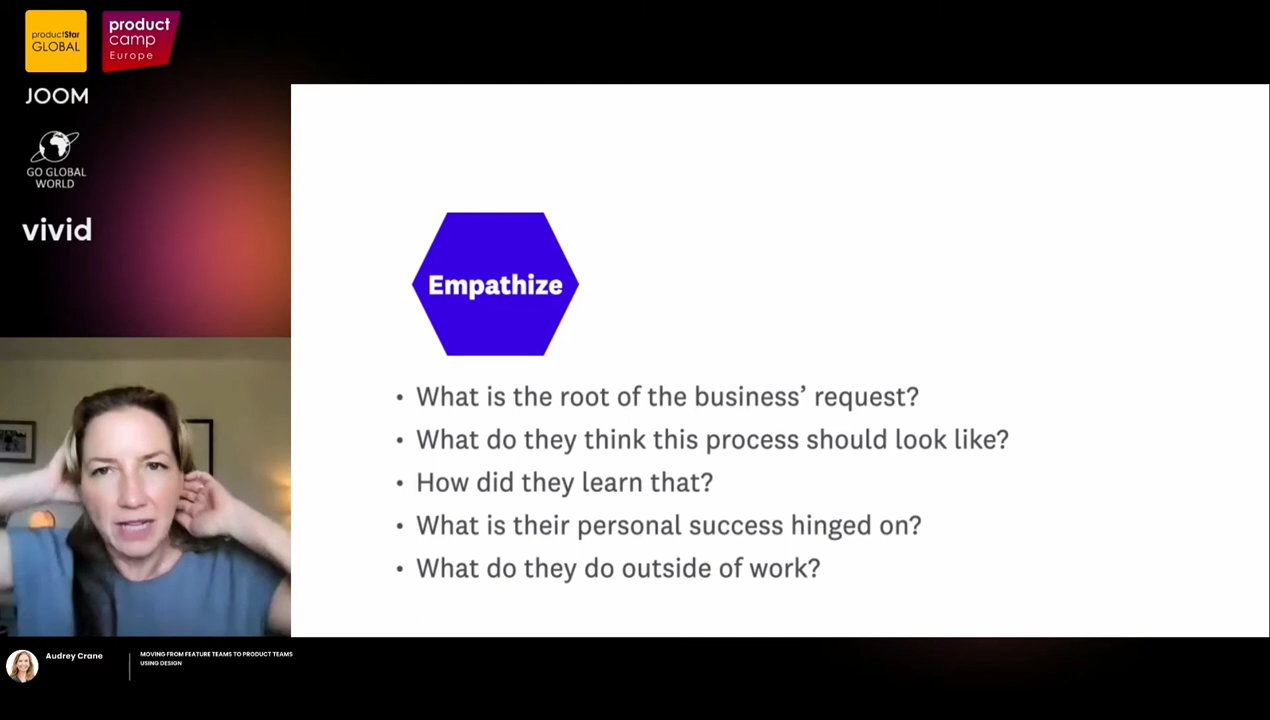 productStar
GLOBAL
product
camp
Europe
JOOM
GO GLOBAL
WORLD
vivid
Empathize
• What is the root of the business’ request?
• What do they think this process should look like?
• How did they learn that?
• What is their personal success hinged on?
• What do they do outside of work?
Audrey Crane
MOVING FROM FEATURE TEAMS TO PRODUCT TEAMS
USING DESIGN